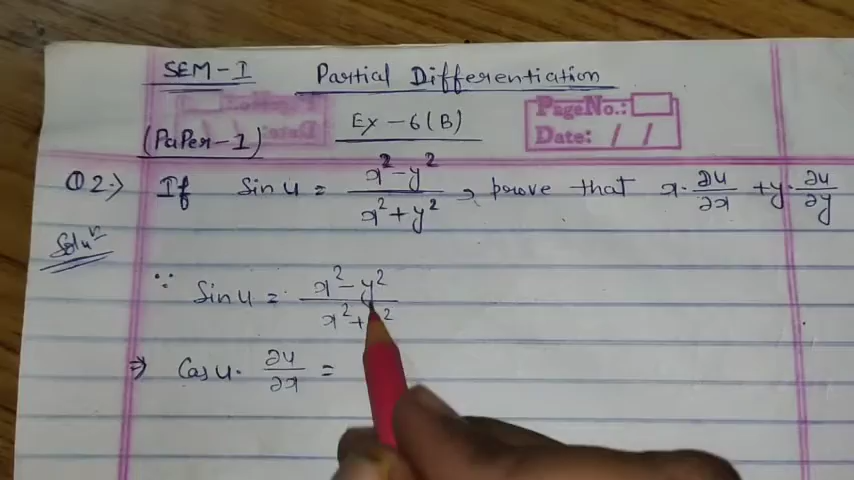 SEM-I Partial Differentiation
PageNo.:
(PaPer-1) Ex-6(B)
Date: / /
Q2.> If Sin u = x²-y² / x²+y² , prove that x·∂u/∂x + y·∂u/∂y
Soluⁿ
∵ Sin u = x²-y² / x²+y²
⇒ Cos u · ∂u/∂x =